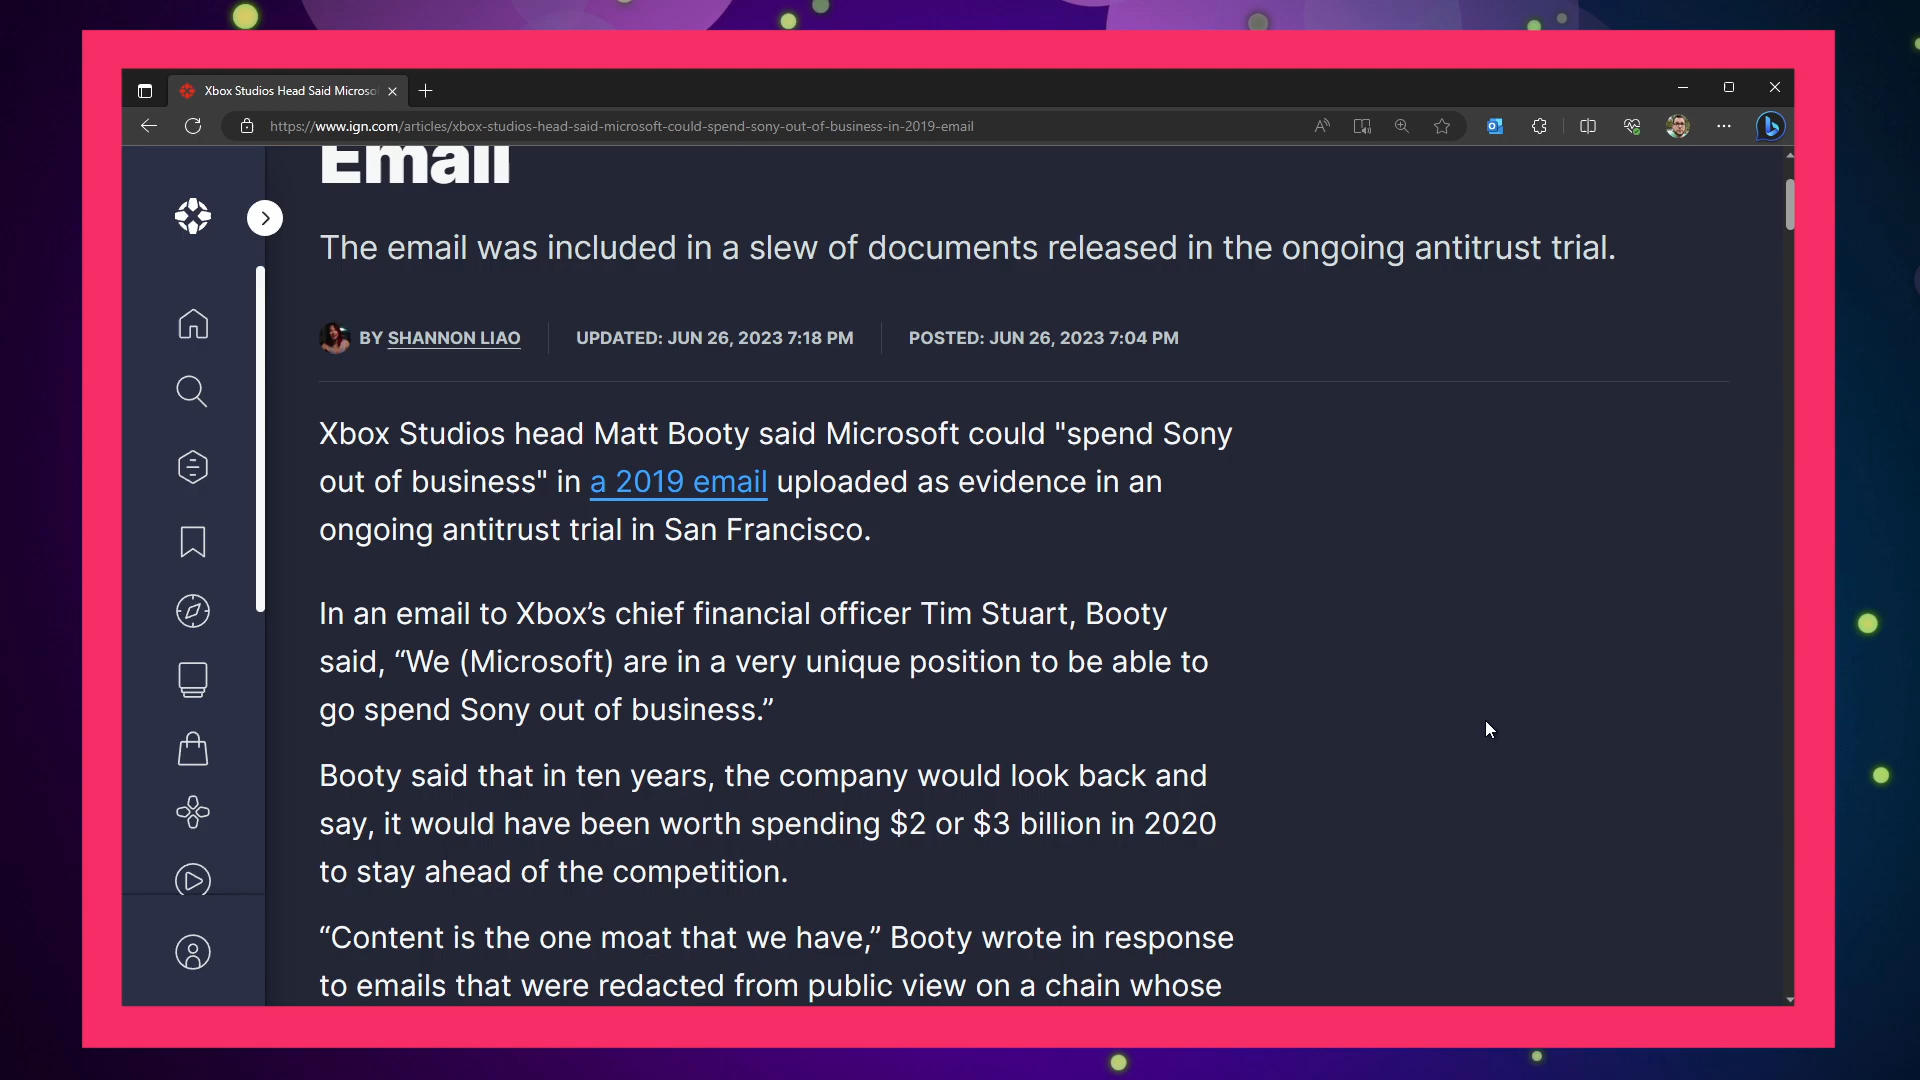 Xbox Studios Head Said Microso
https://www.ign.com/articles/xbox-studios-head-said-microsoft-could-spend-sony-out-of-business-in-2019-email
Email
The email was included in a slew of documents released in the ongoing antitrust trial.
BY SHANNON LIAO
UPDATED: JUN 26, 2023 7:18 PM
POSTED: JUN 26, 2023 7:04 PM
Xbox Studios head Matt Booty said Microsoft could "spend Sony
out of business" in a 2019 email uploaded as evidence in an
ongoing antitrust trial in San Francisco.
In an email to Xbox’s chief financial officer Tim Stuart, Booty
said, “We (Microsoft) are in a very unique position to be able to
go spend Sony out of business.”
Booty said that in ten years, the company would look back and
say, it would have been worth spending $2 or $3 billion in 2020
to stay ahead of the competition.
“Content is the one moat that we have,” Booty wrote in response
to emails that were redacted from public view on a chain whose